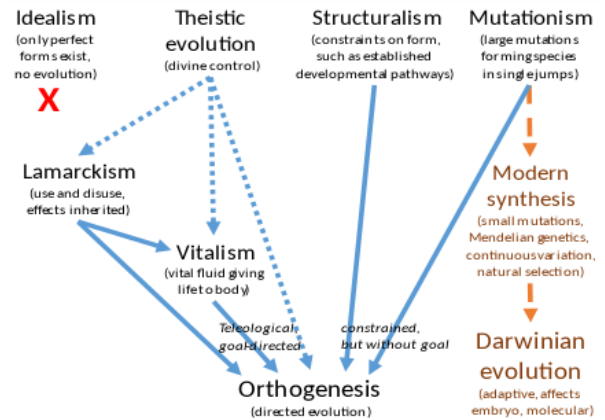 Idealism
(only perfect
forms exist,
no evolution)
X
Theistic
evolution
(divine control)
Structuralism
(constraints on form,
such as established
developmental pathways)
Mutationism
(large mutations
forming species
in single jumps)
Lamarckism
(use and disuse,
effects inherited)
Modern
synthesis
(small mutations,
Mendelian genetics,
continuous variation,
natural selection)
Vitalism
(vital fluid giving
life to body)
Teleological,
goal-directed
constrained,
but without goal
Orthogenesis
(directed evolution)
Darwinian
evolution
(adaptive, affects
embryo, molecular)